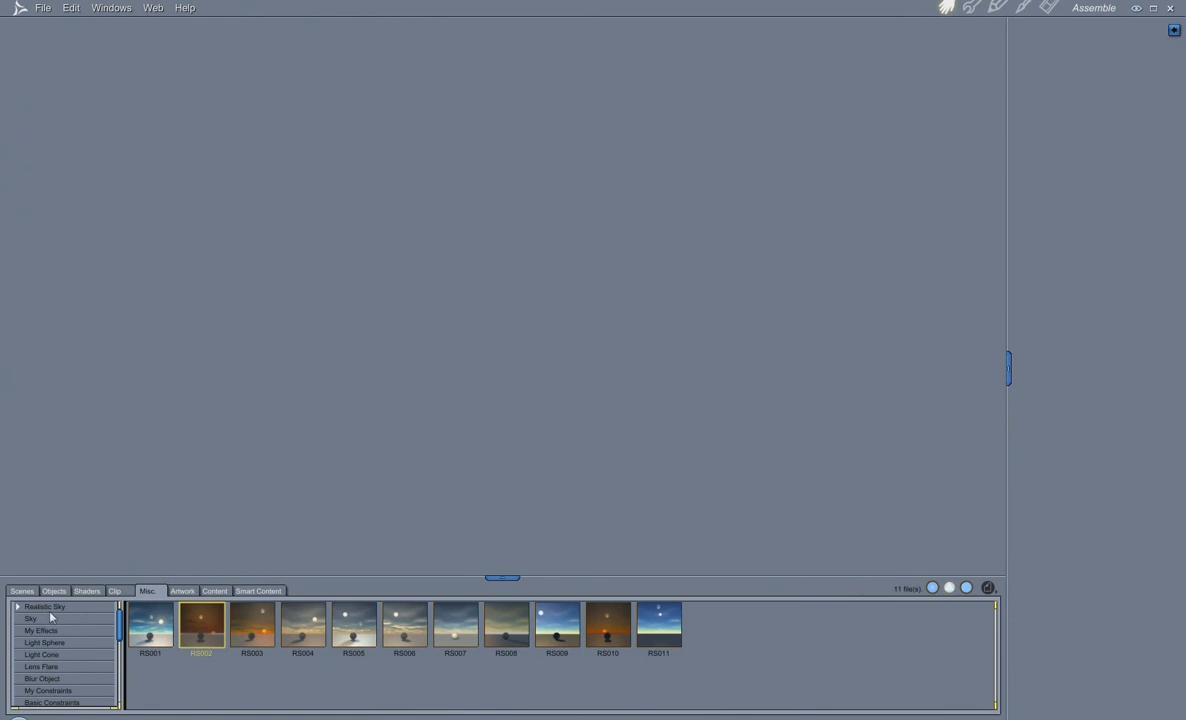 File Edit Windows Web Help Assemble
Scenes Objects Shaders Clip Misc. Artwork Content Smart Content 11 file(s).
Realistic Sky
Sky
My Effects
Light Sphere
Light Cone
Lens Flare
Blur Object
My Constraints
Basic Constraints
RS001 RS002 RS003 RS004 RS005 RS006 RS007 RS008 RS009 RS010 RS011